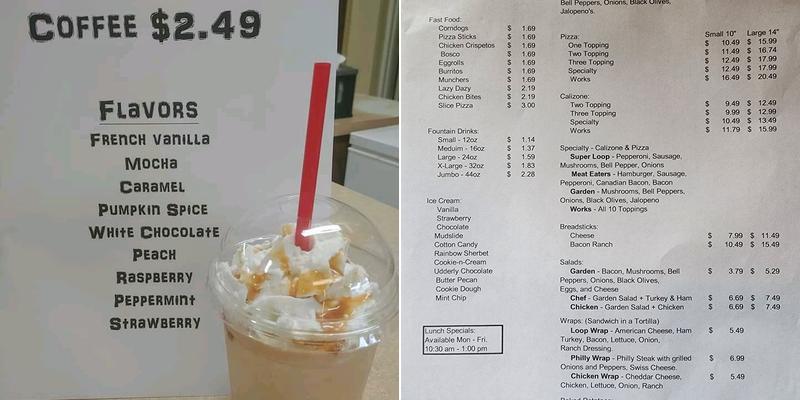 COFFEE $2.49
FLAVORS
FRENCH VANILLA
MOCHA
CARAMEL
PUMPKIN SPICE
WHITE CHOCOLATE
PEACH
RASPBERRY
PEPPERMINT
STRAWBERRY
Fast Food:
Corndogs $ 1.69
Pizza Sticks $ 1.69
Chicken Crispetos $ 1.69
Bosco $ 1.69
Eggrolls $ 1.69
Burritos $ 1.69
Munchers $ 1.69
Lazy Dazy $ 2.19
Chicken Bites $ 2.19
Slice Pizza $ 3.00
Fountain Drinks:
Small - 12oz $ 1.14
Meduim - 16oz $ 1.37
Large - 24oz $ 1.59
X-Large - 32oz $ 1.83
Jumbo - 44oz $ 2.28
Ice Cream:
Vanilla
Strawberry
Chocolate
Mudslide
Cotton Candy
Rainbow Sherbet
Cookie-n-Cream
Udderly Chocolate
Butter Pecan
Cookie Dough
Mint Chip
Lunch Specials:
Available Mon - Fri.
10:30 am - 1:00 pm
Bell Peppers, Onions, Black Olives,
Jalopeno's.
Pizza: Small 10" Large 14"
One Topping $ 10.49 $ 15.99
Two Topping $ 11.49 $ 16.74
Three Topping $ 12.49 $ 17.99
Specialty $ 12.49 $ 17.99
Works $ 16.49 $ 20.49
Calizone:
Two Topping $ 9.49 $ 12.49
Three Topping $ 9.99 $ 12.99
Specialty $ 10.49 $ 13.49
Works $ 11.79 $ 15.99
Specialty - Calizone & Pizza
Super Loop - Pepperoni, Sausage,
Mushrooms, Bell Pepper, Onions
Meat Eaters - Hamburger, Sausage,
Pepperoni, Canadian Bacon, Bacon
Garden - Mushrooms, Bell Peppers,
Onions, Black Olives, Jalopeno
Works - All 10 Toppings
Breadsticks:
Cheese $ 7.99 $ 11.49
Bacon Ranch $ 10.49 $ 15.49
Salads:
Garden - Bacon, Mushrooms, Bell $ 3.79 $ 5.29
Peppers, Onions, Black Olives,
Eggs, and Cheese
Chef - Garden Salad + Turkey & Ham $ 6.69 $ 7.49
Chicken - Garden Salad + Chicken $ 6.69 $ 7.49
Wraps: (Sandwich in a Tortilla)
Loop Wrap - American Cheese, Ham $ 5.49
Turkey, Bacon, Lettuce, Onion,
Ranch Dressing.
Philly Wrap - Philly Steak with grilled $ 6.99
Onions and Peppers, Swiss Cheese.
Chicken Wrap - Cheddar Cheese, $ 5.49
Chicken, Lettuce, Onion, Ranch